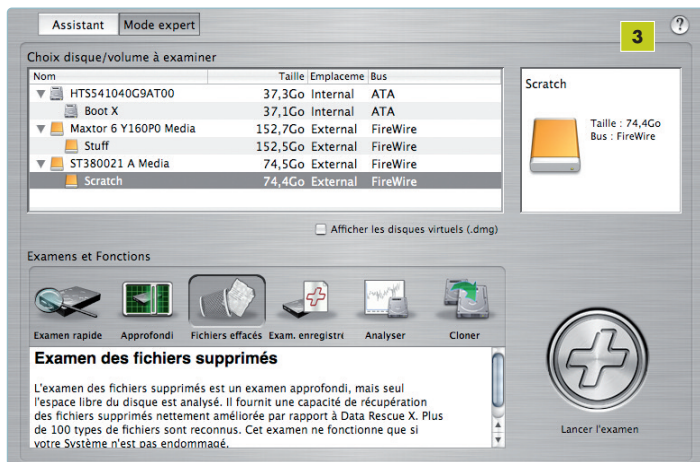 Assistant Mode expert
3
?
Choix disque/volume à examiner
Nom Taille Emplaceme Bus
HTS541040G9AT00 37,3Go Internal ATA
Boot X 37,1Go Internal ATA
Maxtor 6 Y160P0 Media 152,7Go External FireWire
Stuff 152,5Go External FireWire
ST380021 A Media 74,5Go External FireWire
Scratch 74,4Go External FireWire
Scratch
Taille : 74,4Go
Bus : FireWire
Afficher les disques virtuels (.dmg)
Examens et Fonctions
Examen rapide Approfondi Fichiers effacés Exam. enregistré Analyser Cloner
Examen des fichiers supprimés
L'examen des fichiers supprimés est un examen approfondi, mais seul
l'espace libre du disque est analysé. Il fournit une capacité de récupération
des fichiers supprimés nettement améliorée par rapport à Data Rescue X. Plus
de 100 types de fichiers sont reconnus. Cet examen ne fonctionne que si
votre Système n'est pas endommagé.
Lancer l'examen